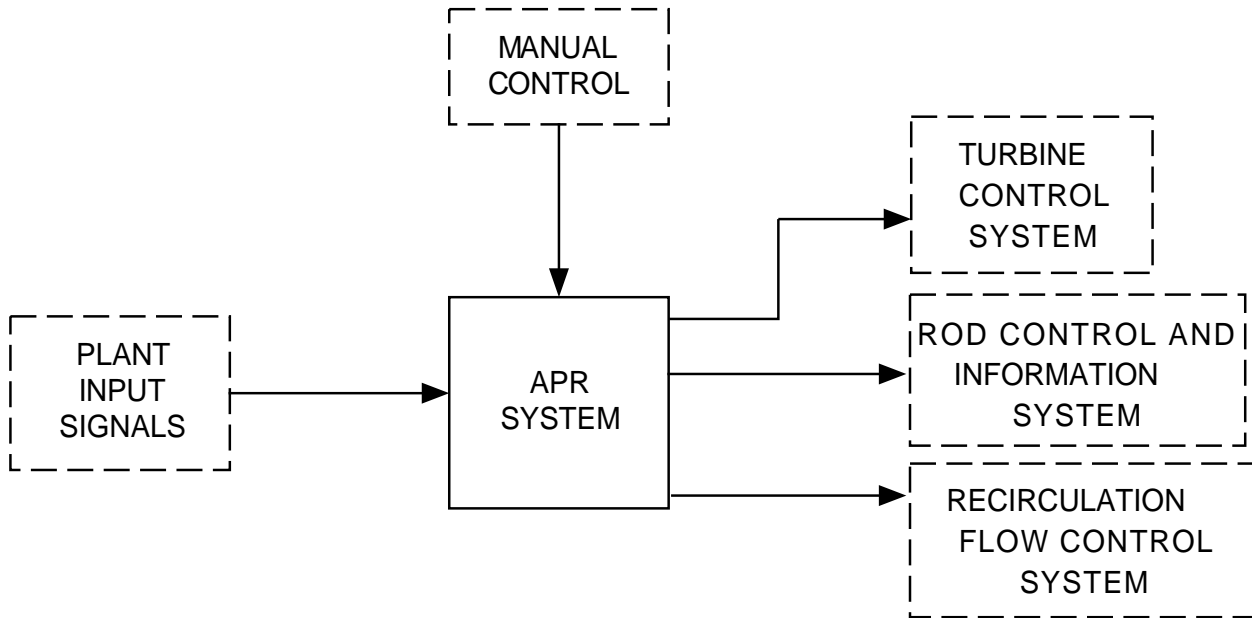 MANUAL
CONTROL
TURBINE
CONTROL
SYSTEM
PLANT
INPUT
SIGNALS
APR
SYSTEM
ROD CONTROL AND
INFORMATION
SYSTEM
RECIRCULATION
FLOW CONTROL
SYSTEM